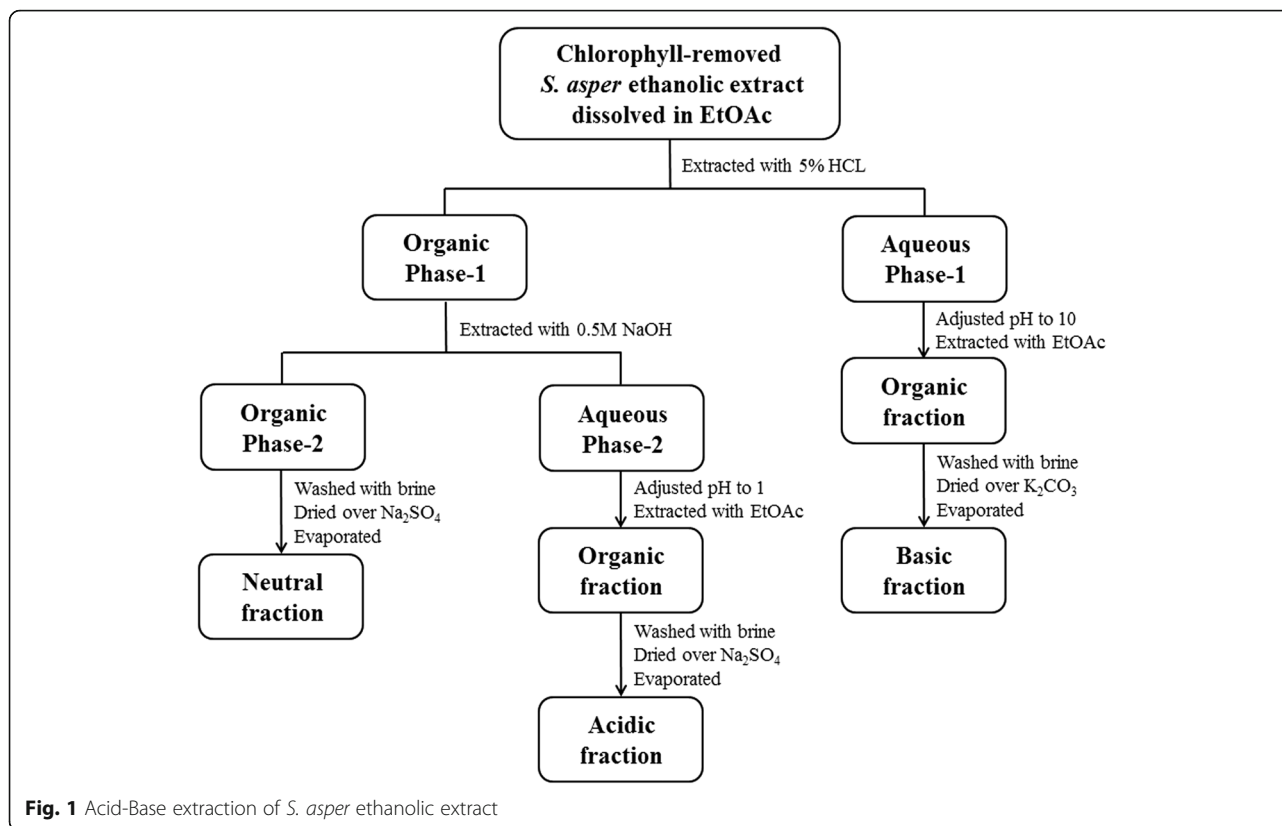 Chlorophyll-removed
S. asper ethanolic extract
dissolved in EtOAc
Extracted with 5% HCL
Organic
Phase-1
Aqueous
Phase-1
Extracted with 0.5M NaOH
Adjusted pH to 10
Extracted with EtOAc
Organic
Phase-2
Aqueous
Phase-2
Organic
fraction
Washed with brine
Dried over Na₂SO₄
Evaporated
Adjusted pH to 1
Extracted with EtOAc
Washed with brine
Dried over K₂CO₃
Evaporated
Neutral
fraction
Organic
fraction
Basic
fraction
Washed with brine
Dried over Na₂SO₄
Evaporated
Acidic
fraction
Fig. 1 Acid-Base extraction of S. asper ethanolic extract